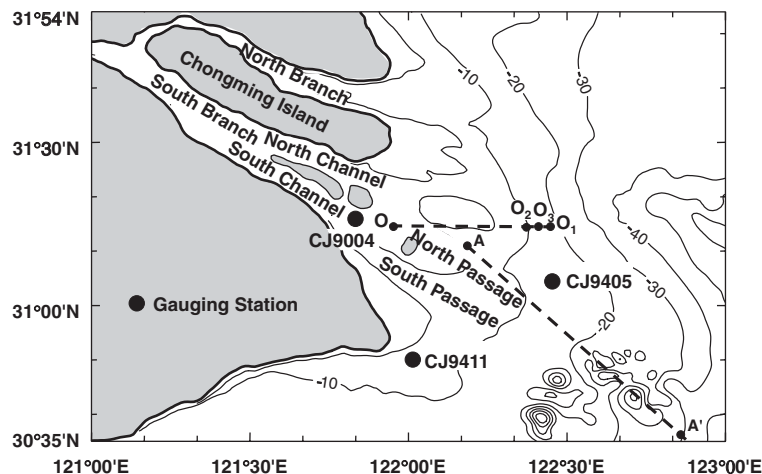 31°54'N
31°30'N
31°00'N
30°35'N
121°00'E
121°30'E
122°00'E
122°30'E
123°00'E
North Branch
Chongming Island
South Branch
North Channel
South Channel
CJ9004
O
O₂ O₃ O₁
A
North Passage
South Passage
CJ9405
Gauging Station
CJ9411
A'
-10
-20
-30
-40
-30
-20
-10